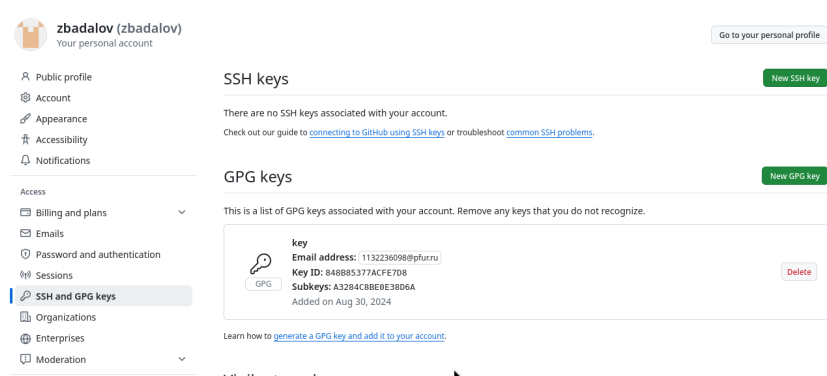 zbadalov (zbadalov)
Your personal account
Go to your personal profile
Public profile
Account
Appearance
Accessibility
Notifications
Access
Billing and plans
Emails
Password and authentication
Sessions
SSH and GPG keys
Organizations
Enterprises
Moderation
SSH keys
New SSH key
There are no SSH keys associated with your account.
Check out our guide to connecting to GitHub using SSH keys or troubleshoot common SSH problems.
GPG keys
New GPG key
This is a list of GPG keys associated with your account. Remove any keys that you do not recognize.
GPG
key
Email address: 1132236098@pfur.ru
Key ID: 848B85377ACFE7D8
Subkeys: A3284C8BE0E38D6A
Added on Aug 30, 2024
Delete
Learn how to generate a GPG key and add it to your account.